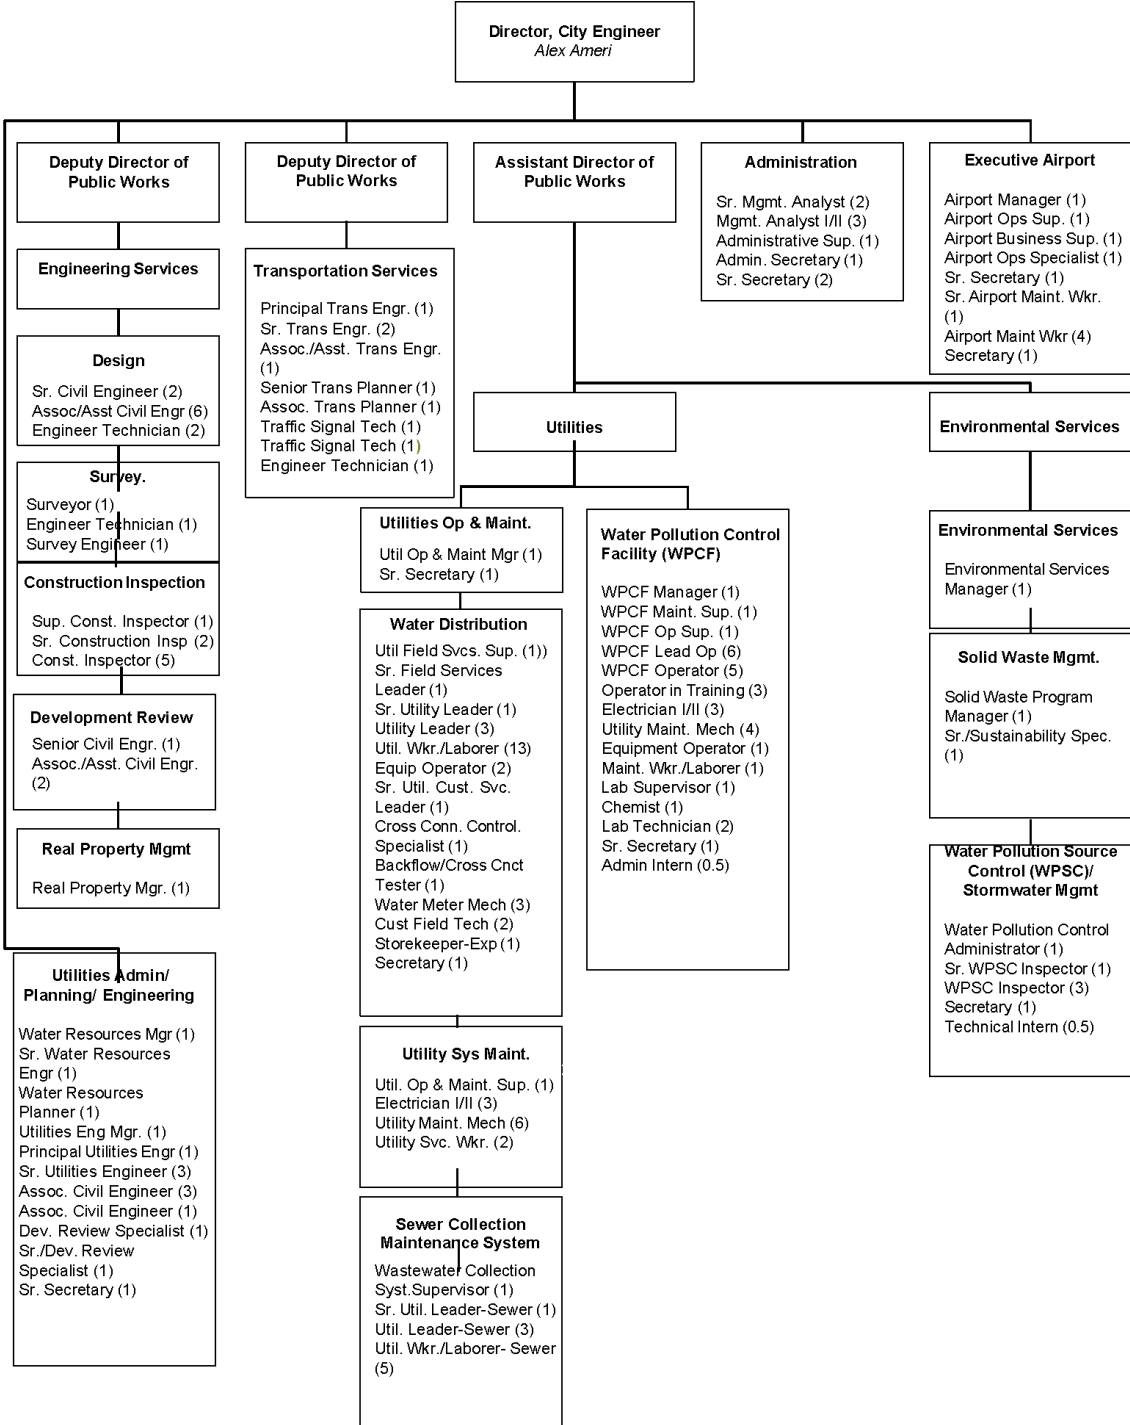 Director, City Engineer
Alex Ameri
Deputy Director of
Public Works
Engineering Services
Design
Sr. Civil Engineer (2)
Assoc/Asst Civil Engr (6)
Engineer Technician (2)
Survey.
Surveyor (1)
Engineer Technician (1)
Survey Engineer (1)
Construction Inspection
Sup. Const. Inspector (1)
Sr. Construction Insp (2)
Const. Inspector (5)
Development Review
Senior Civil Engr. (1)
Assoc./Asst. Civil Engr.
(2)
Real Property Mgmt
Real Property Mgr. (1)
Utilities Admin/
Planning/ Engineering
Water Resources Mgr (1)
Sr. Water Resources
Engr (1)
Water Resources
Planner (1)
Utilities Eng Mgr. (1)
Principal Utilities Engr (1)
Sr. Utilities Engineer (3)
Assoc. Civil Engineer (3)
Assoc. Civil Engineer (1)
Dev. Review Specialist (1)
Sr./Dev. Review
Specialist (1)
Sr. Secretary (1)
Deputy Director of
Public Works
Transportation Services
Principal Trans Engr. (1)
Sr. Trans Engr. (2)
Assoc./Asst. Trans Engr.
(1)
Senior Trans Planner (1)
Assoc. Trans Planner (1)
Traffic Signal Tech (1)
Traffic Signal Tech (1)
Engineer Technician (1)
Assistant Director of
Public Works
Utilities
Utilities Op & Maint.
Util Op & Maint Mgr (1)
Sr. Secretary (1)
Water Distribution
Util Field Svcs. Sup. (1))
Sr. Field Services
Leader (1)
Sr. Utility Leader (1)
Utility Leader (3)
Util. Wkr./Laborer (13)
Equip Operator (2)
Sr. Util. Cust. Svc.
Leader (1)
Cross Conn. Control.
Specialist (1)
Backflow/Cross Cnct
Tester (1)
Water Meter Mech (3)
Cust Field Tech (2)
Storekeeper-Exp (1)
Secretary (1)
Utility Sys Maint.
Util. Op & Maint. Sup. (1)
Electrician I/II (3)
Utility Maint. Mech (6)
Utility Svc. Wkr. (2)
Sewer Collection
Maintenance System
Wastewater Collection
Syst.Supervisor (1)
Sr. Util. Leader-Sewer (1)
Util. Leader-Sewer (3)
Util. Wkr./Laborer- Sewer
(5)
Water Pollution Control
Facility (WPCF)
WPCF Manager (1)
WPCF Maint. Sup. (1)
WPCF Op Sup. (1)
WPCF Lead Op (6)
WPCF Operator (5)
Operator in Training (3)
Electrician I/II (3)
Utility Maint. Mech (4)
Equipment Operator (1)
Maint. Wkr./Laborer (1)
Lab Supervisor (1)
Chemist (1)
Lab Technician (2)
Sr. Secretary (1)
Admin Intern (0.5)
Administration
Sr. Mgmt. Analyst (2)
Mgmt. Analyst I/II (3)
Administrative Sup. (1)
Admin. Secretary (1)
Sr. Secretary (2)
Executive Airport
Airport Manager (1)
Airport Ops Sup. (1)
Airport Business Sup. (1)
Airport Ops Specialist (1)
Sr. Secretary (1)
Sr. Airport Maint. Wkr.
(1)
Airport Maint Wkr (4)
Secretary (1)
Environmental Services
Environmental Services
Environmental Services
Manager (1)
Solid Waste Mgmt.
Solid Waste Program
Manager (1)
Sr./Sustainability Spec.
(1)
Water Pollution Source
Control (WPSC)/
Stormwater Mgmt
Water Pollution Control
Administrator (1)
Sr. WPSC Inspector (1)
WPSC Inspector (3)
Secretary (1)
Technical Intern (0.5)